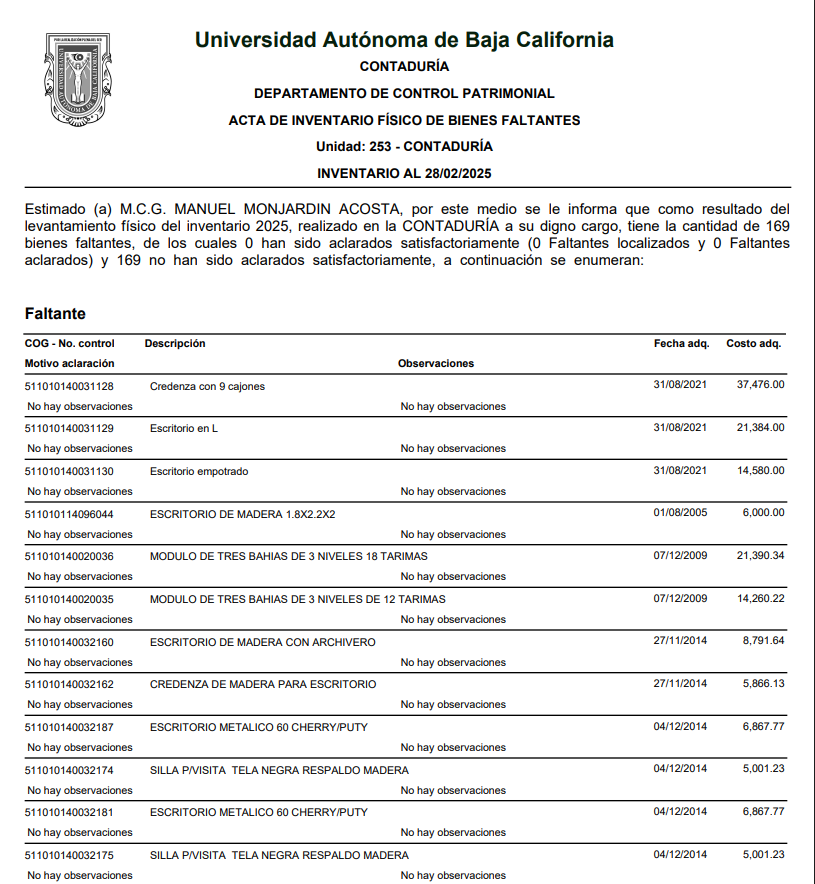 Universidad Autónoma de Baja California
CONTADURÍA
DEPARTAMENTO DE CONTROL PATRIMONIAL
ACTA DE INVENTARIO FÍSICO DE BIENES FALTANTES
Unidad: 253 - CONTADURÍA
INVENTARIO AL 28/02/2025
Estimado (a) M.C.G. MANUEL MONJARDIN ACOSTA, por este medio se le informa que como resultado del
levantamiento físico del inventario 2025, realizado en la CONTADURÍA a su digno cargo, tiene la cantidad de 169
bienes faltantes, de los cuales 0 han sido aclarados satisfactoriamente (0 Faltantes localizados y 0 Faltantes
aclarados) y 169 no han sido aclarados satisfactoriamente, a continuación se enumeran:
Faltante
COG - No. control Descripción Fecha adq. Costo adq.
Motivo aclaración Observaciones
511010140031128 Credenza con 9 cajones 31/08/2021 37,476.00
No hay observaciones No hay observaciones
511010140031129 Escritorio en L 31/08/2021 21,384.00
No hay observaciones No hay observaciones
511010140031130 Escritorio empotrado 31/08/2021 14,580.00
No hay observaciones No hay observaciones
511010114096044 ESCRITORIO DE MADERA 1.8X2.2X2 01/08/2005 6,000.00
No hay observaciones No hay observaciones
511010140020036 MODULO DE TRES BAHIAS DE 3 NIVELES 18 TARIMAS 07/12/2009 21,390.34
No hay observaciones No hay observaciones
511010140020035 MODULO DE TRES BAHIAS DE 3 NIVELES DE 12 TARIMAS 07/12/2009 14,260.22
No hay observaciones No hay observaciones
511010140032160 ESCRITORIO DE MADERA CON ARCHIVERO 27/11/2014 8,791.64
No hay observaciones No hay observaciones
511010140032162 CREDENZA DE MADERA PARA ESCRITORIO 27/11/2014 5,866.13
No hay observaciones No hay observaciones
511010140032187 ESCRITORIO METALICO 60 CHERRY/PUTY 04/12/2014 6,867.77
No hay observaciones No hay observaciones
511010140032174 SILLA P/VISITA TELA NEGRA RESPALDO MADERA 04/12/2014 5,001.23
No hay observaciones No hay observaciones
511010140032181 ESCRITORIO METALICO 60 CHERRY/PUTY 04/12/2014 6,867.77
No hay observaciones No hay observaciones
511010140032175 SILLA P/VISITA TELA NEGRA RESPALDO MADERA 04/12/2014 5,001.23
No hay observaciones No hay observaciones